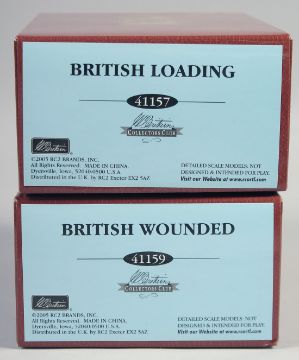 BRITISH LOADING
41157
W. Britain
COLLECTORS CLUB
W. Britain
©2005 RC2 BRANDS, INC.
All Rights Reserved. MADE IN CHINA.
Dyersville, Iowa, 52040-0500 U.S.A.
Distributed in the U.K. by RC2 Exeter EX2 5AZ
DETAILED SCALE MODELS. NOT
DESIGNED & INTENDED FOR PLAY.
Visit our Website at www.rcertl.com
BRITISH WOUNDED
41159
W. Britain
COLLECTORS CLUB
W. Britain
©2005 RC2 BRANDS, INC.
All Rights Reserved. MADE IN CHINA.
Dyersville, Iowa, 52040-0500 U.S.A.
Distributed in the U.K. by RC2 Exeter EX2 5AZ
DETAILED SCALE MODELS. NOT
DESIGNED & INTENDED FOR PLAY.
Visit our Website at www.rcertl.com